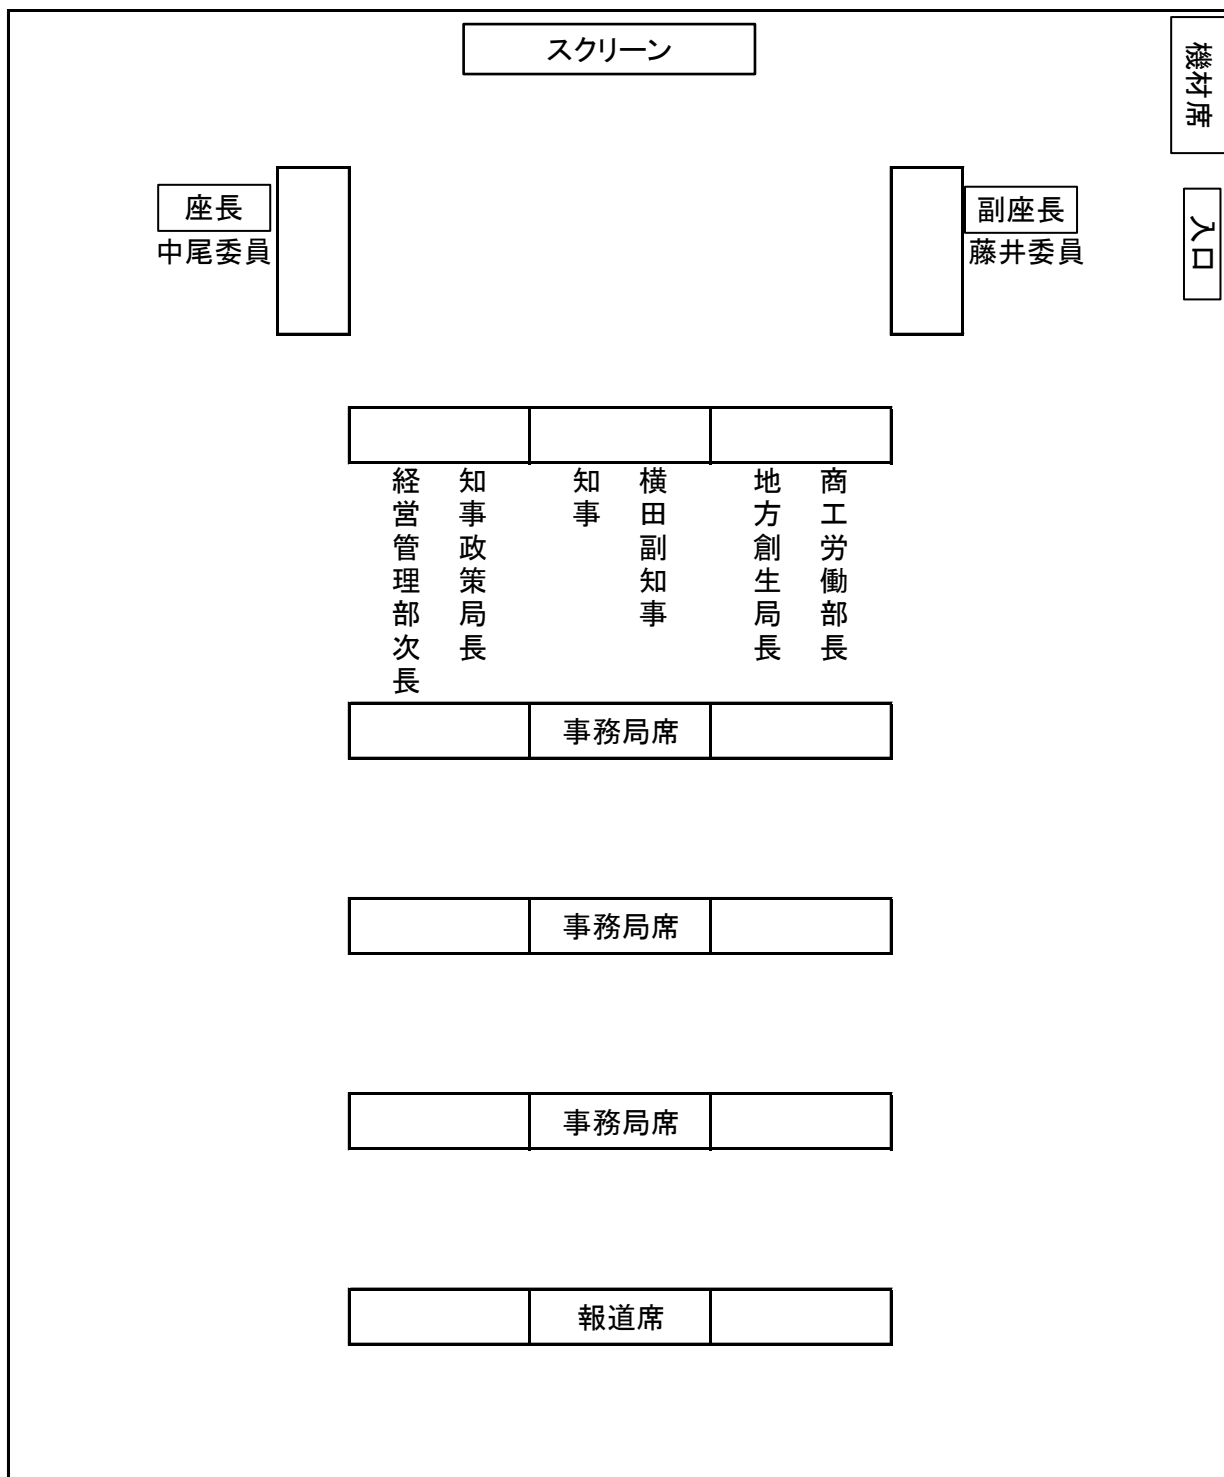 スクリーン
機材席
座長
中尾委員
副座長
藤井委員
入口
経営管理部次長
知事政策局長
知事
横田副知事
地方創生局長
商工労働部長
事務局席
事務局席
事務局席
報道席